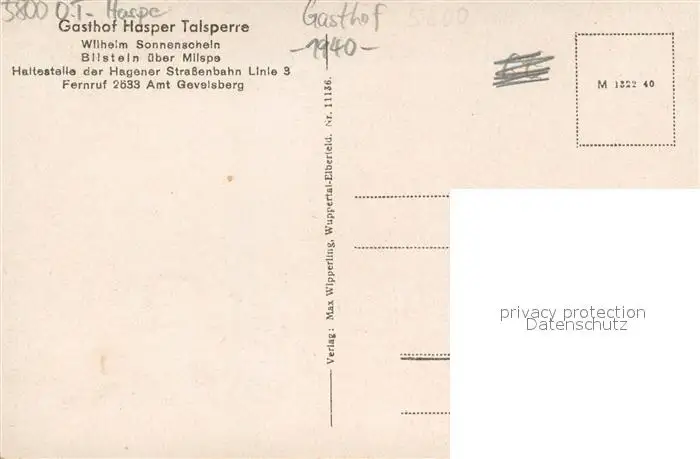 5800 O.T- Haspe
Gasthof Hasper Talsperre
Wilhelm Sonnenschein
Bilstein über Milspe
Haltestelle der Hagener Straßenbahn Linie 3
Fernruf 2533 Amt Gevelsberg
Gasthof
-1940-
5800
M 1322 40
Verlag: Max Wipperling, Wuppertal-Elberfeld. Nr. 11136.
privacy protection
Datenschutz